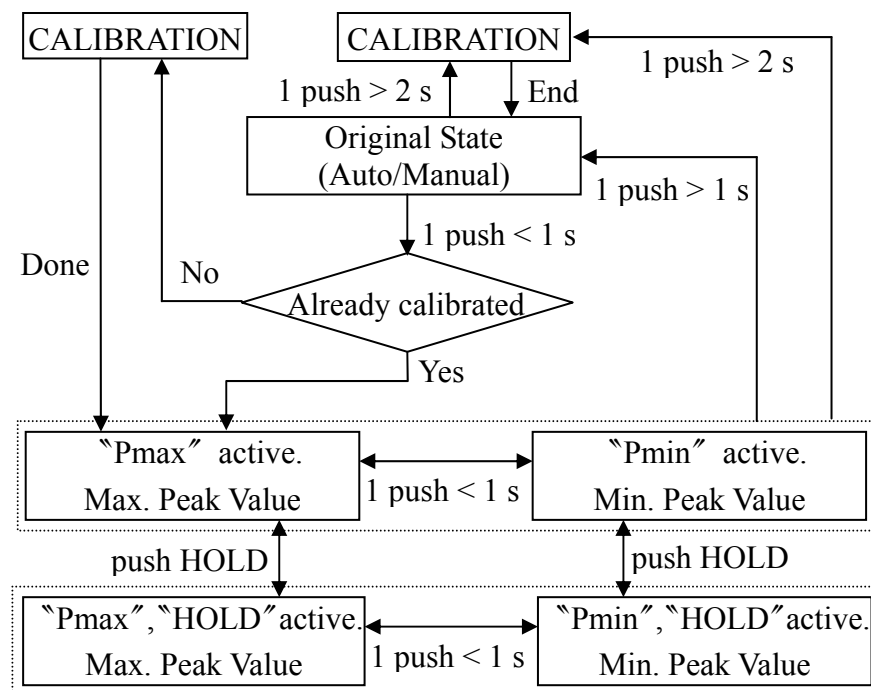 CALIBRATION
CALIBRATION
1 push > 2 s
1 push > 2 s
End
Original State
(Auto/Manual)
1 push > 1 s
1 push < 1 s
Done
No
Already calibrated
Yes
〝Pmax〞 active.
Max. Peak Value
1 push < 1 s
〝Pmin〞 active.
Min. Peak Value
push HOLD
push HOLD
〝Pmax〞,〝HOLD〞active.
Max. Peak Value
1 push < 1 s
〝Pmin〞,〝HOLD〞active.
Min. Peak Value